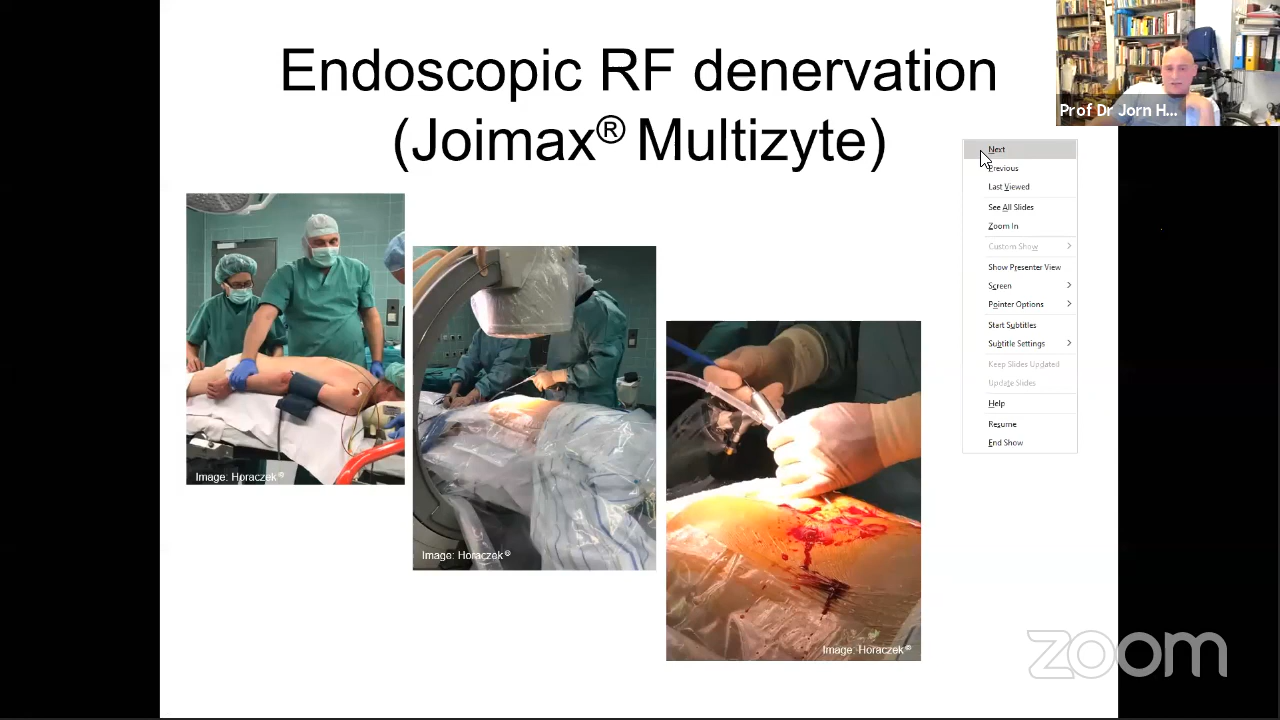 Endoscopic RF denervation
(Joimax® Multizyte)
Prof Dr Jorn H...
Next
Previous
Last Viewed
See All Slides
Zoom In
Custom Show
Show Presenter View
Screen
Pointer Options
Start Subtitles
Subtitle Settings
Keep Slides Updated
Update Slides
Help
Resume
End Show
Image: Horaczek®
Image: Horaczek®
Image: Horaczek®
zoom